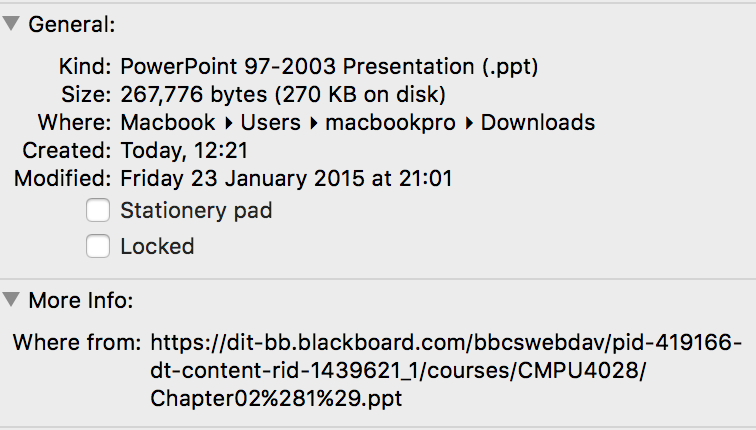 General:
Kind: PowerPoint 97-2003 Presentation (.ppt)
Size: 267,776 bytes (270 KB on disk)
Where: Macbook ▸ Users ▸ macbookpro ▸ Downloads
Created: Today, 12:21
Modified: Friday 23 January 2015 at 21:01
Stationery pad
Locked
More Info:
Where from: https://dit-bb.blackboard.com/bbcswebdav/pid-419166-
dt-content-rid-1439621_1/courses/CMPU4028/
Chapter02%281%29.ppt